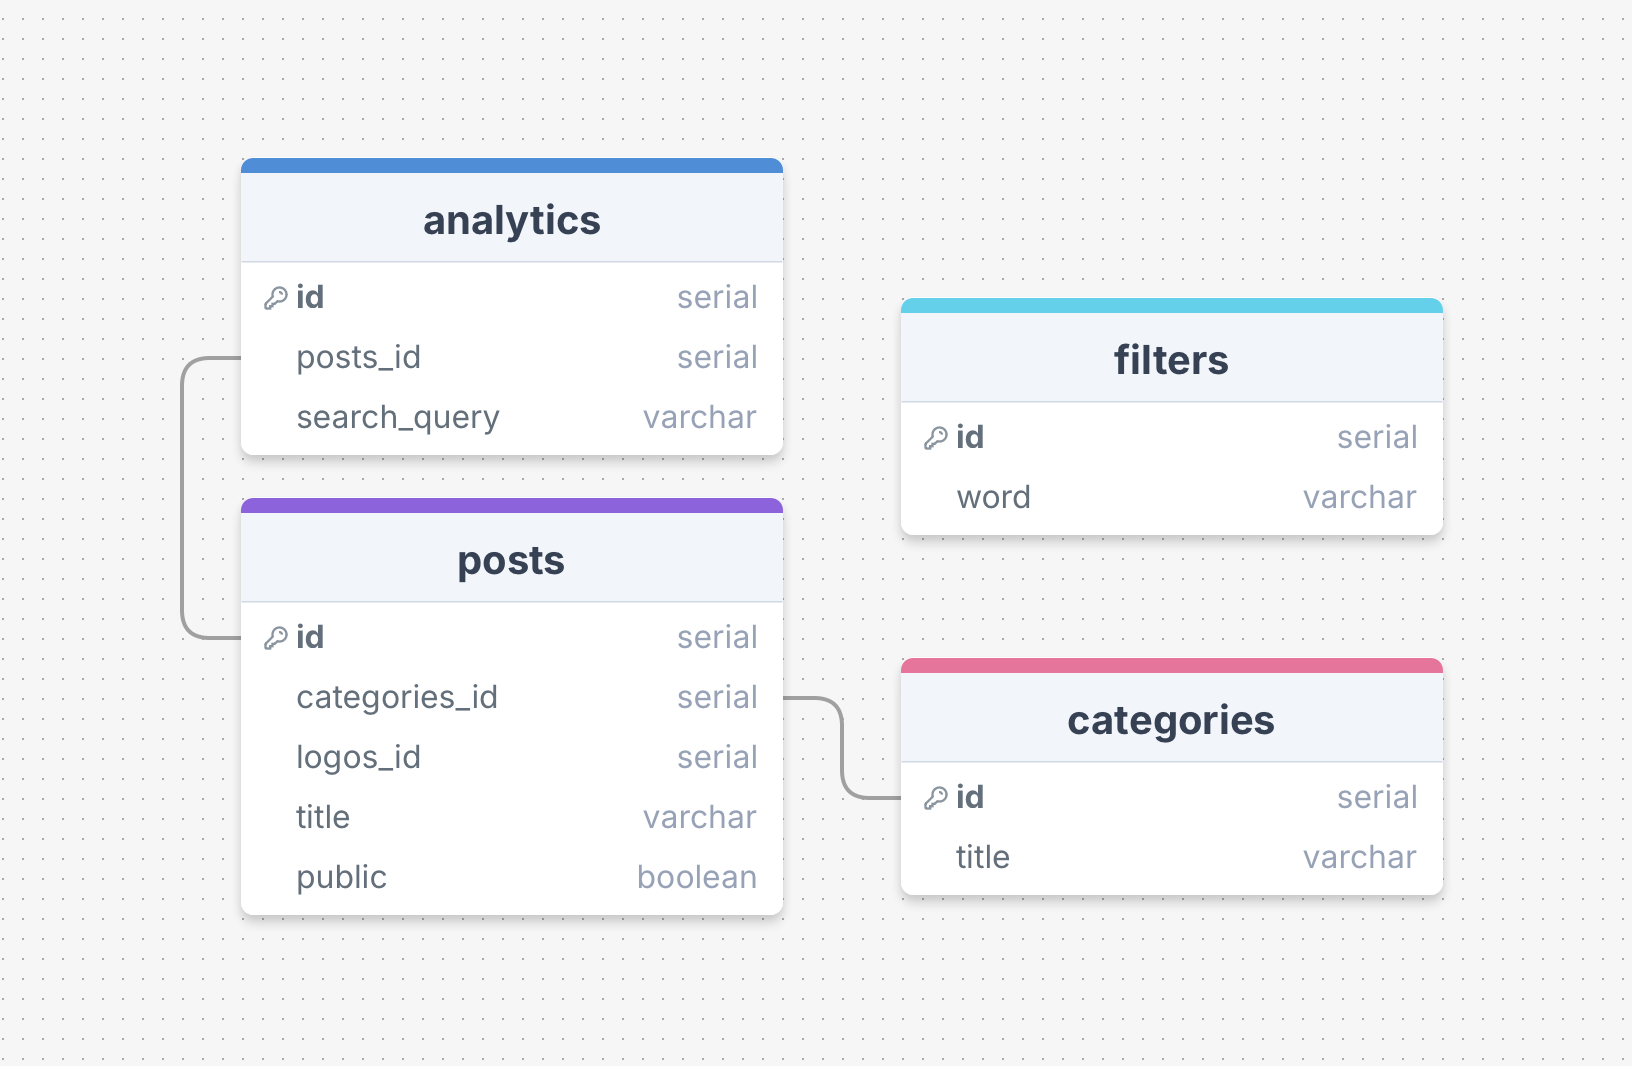 analytics
id serial
posts_id serial
search_query varchar
posts
id serial
categories_id serial
logos_id serial
title varchar
public boolean
filters
id serial
word varchar
categories
id serial
title varchar